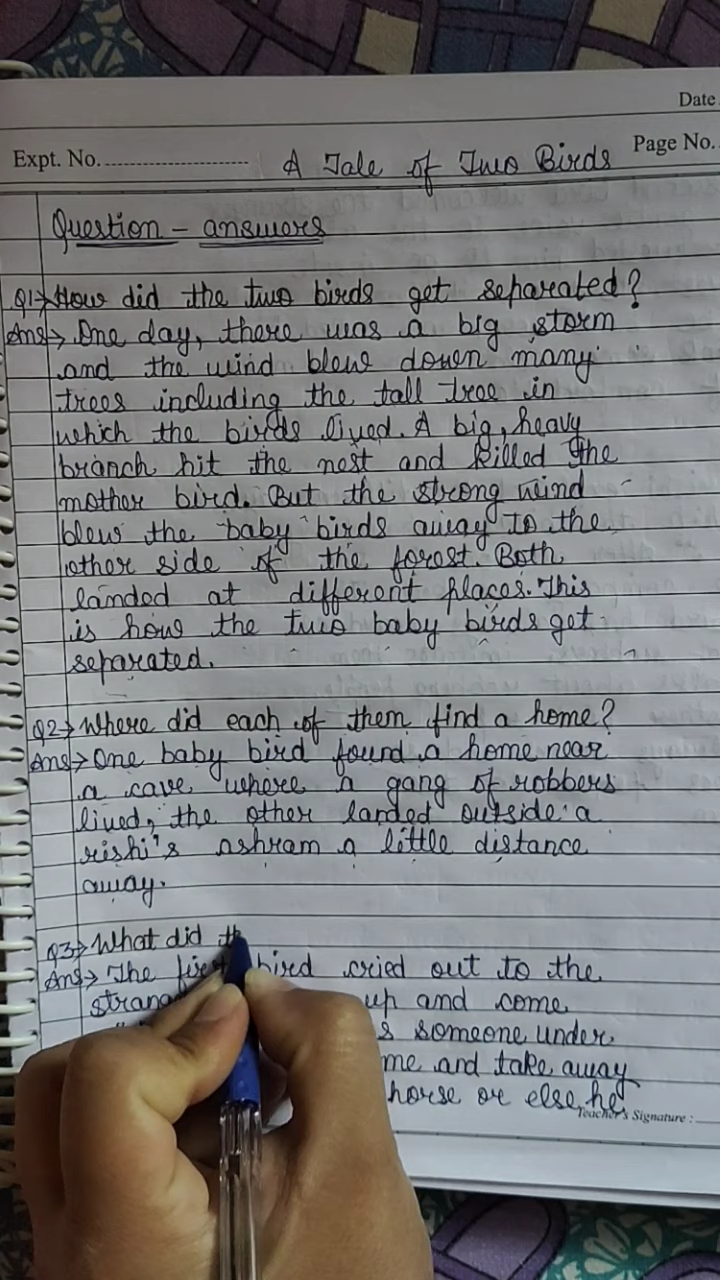 Date
Expt. No. A Tale of Two Birds Page No.
Question - answers
Q1→ How did the two birds get separated?
Ans→ One day, there was a big storm
and the wind blew down many
trees including the tall tree in
which the birds lived. A big, heavy
branch hit the nest and killed the
mother bird. But the strong wind
blew the baby birds away to the
other side of the forest. Both
landed at different places. This
is how the two baby birds get
separated.
Q2→ Where did each of them find a home?
Ans→ One baby bird found a home near
a cave where a gang of robbers
lived, the other landed outside a
rishi's ashram a little distance
away.
Q3→ What did th
Ans→ The bird cried out to the
up and come
someone under
me and take away
horse or else he
Teacher's Signature :